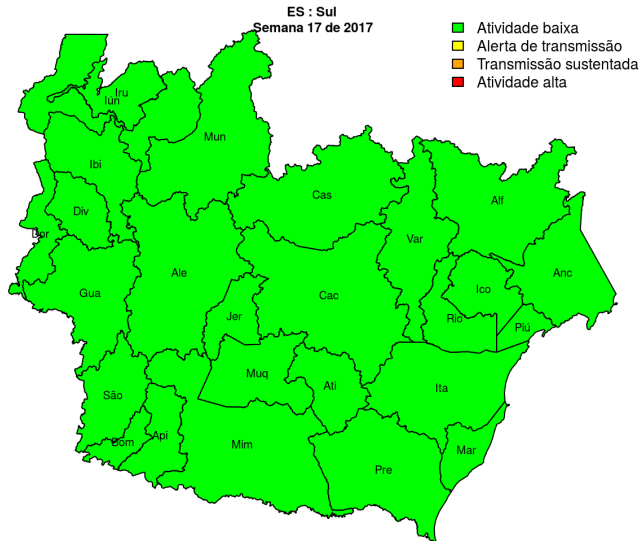 ES : Sul
Semana 17 de 2017
Atividade baixa
Alerta de transmissão
Transmissão sustentada
Atividade alta
Iru
Iún
Mun
Ibi
Cas
Alf
Div
Dor
Var
Anc
Ale
Gua
Cac
Ico
Jer
Rio
Piú
Muq
Ati
Ita
São
Bom
Api
Mim
Mar
Pre